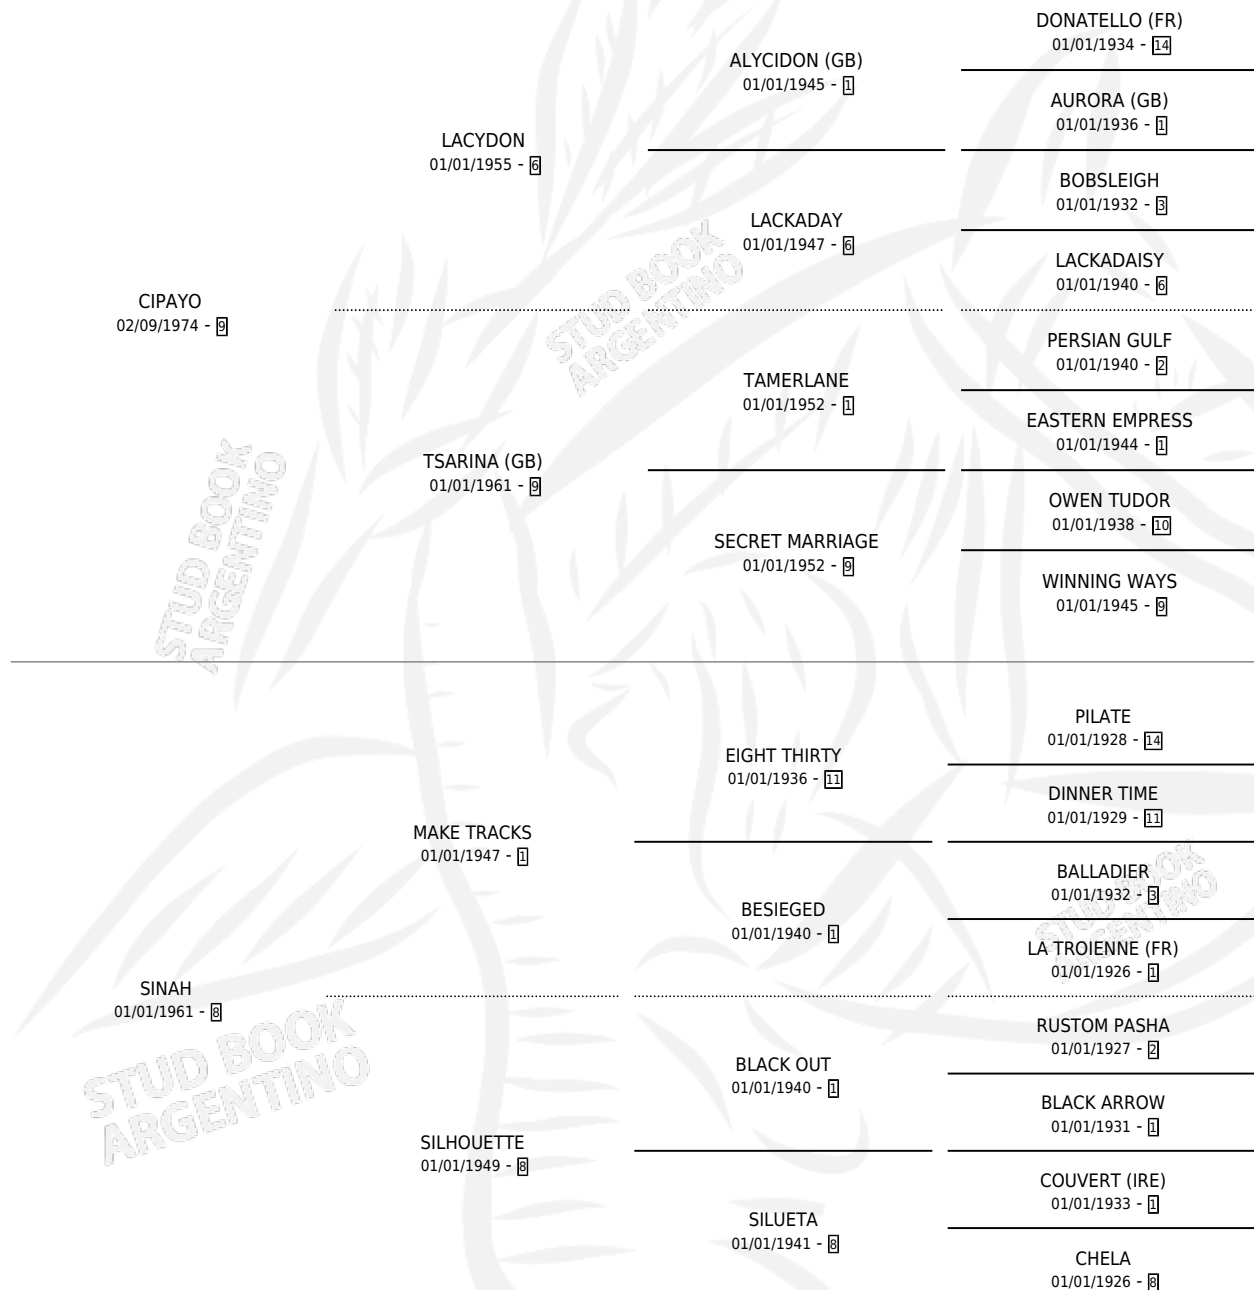 DONATELLO (FR)
01/01/1934 - 14
ALYCIDON (GB)
01/01/1945 - 1
AURORA (GB)
01/01/1936 - 1
LACYDON
01/01/1955 - 6
BOBSLEIGH
01/01/1932 - 3
LACKADAY
01/01/1947 - 6
LACKADAISY
01/01/1940 - 6
CIPAYO
02/09/1974 - 9
PERSIAN GULF
01/01/1940 - 2
TAMERLANE
01/01/1952 - 1
EASTERN EMPRESS
01/01/1944 - 1
TSARINA (GB)
01/01/1961 - 9
OWEN TUDOR
01/01/1938 - 10
SECRET MARRIAGE
01/01/1952 - 9
WINNING WAYS
01/01/1945 - 9
STUD BOOK
ARGENTINO
STUD BOOK
ARGENTINO
PILATE
01/01/1928 - 14
EIGHT THIRTY
01/01/1936 - 11
DINNER TIME
01/01/1929 - 11
MAKE TRACKS
01/01/1947 - 1
BALLADIER
01/01/1932 - 3
BESIEGED
01/01/1940 - 1
LA TROIENNE (FR)
01/01/1926 - 1
SINAH
01/01/1961 - 8
RUSTOM PASHA
01/01/1927 - 2
BLACK OUT
01/01/1940 - 1
BLACK ARROW
01/01/1931 - 1
SILHOUETTE
01/01/1949 - 8
COUVERT (IRE)
01/01/1933 - 1
SILUETA
01/01/1941 - 8
CHELA
01/01/1926 - 8
STUD BOOK
ARGENTINO
STUD BOOK
ARGENTINO